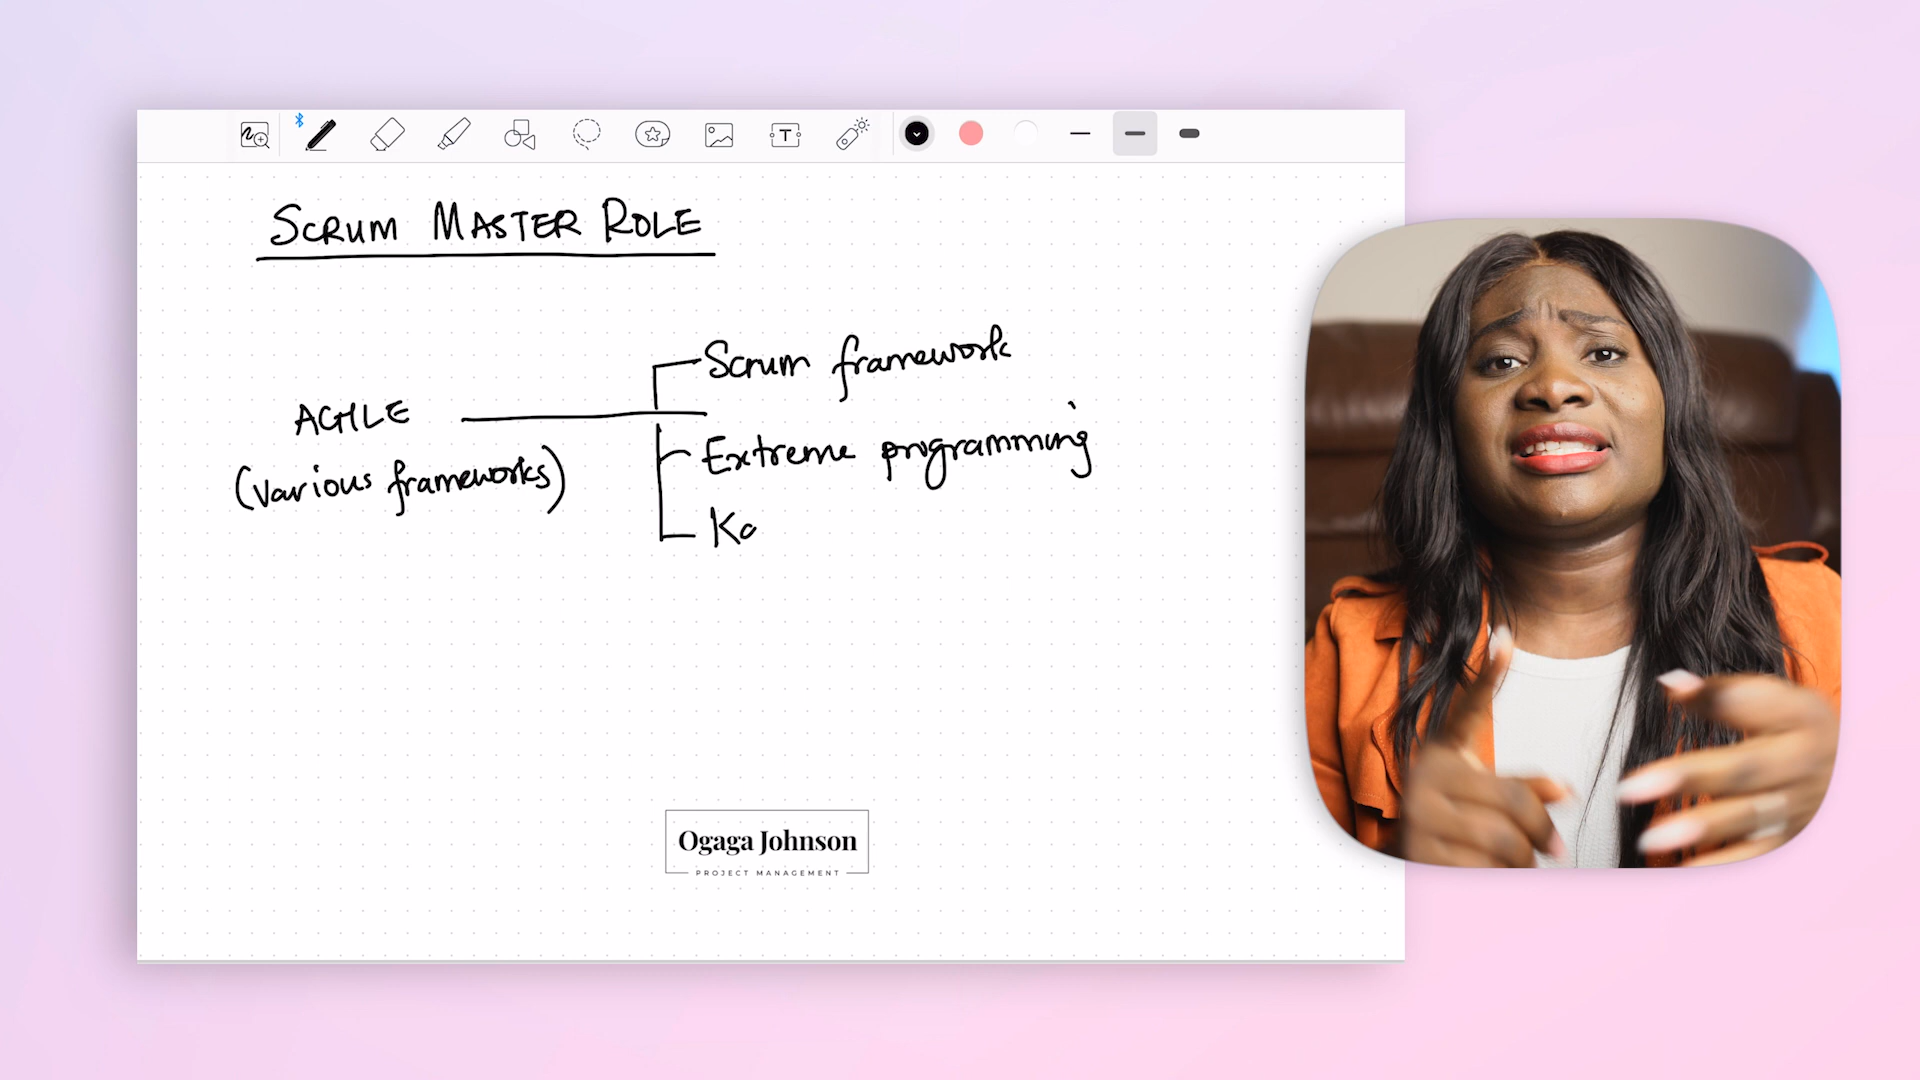 SCRUM MASTER ROLE
Scrum framework
AGILE
(various frameworks)
Extreme programming
Ka
Ogaga Johnson
PROJECT MANAGEMENT